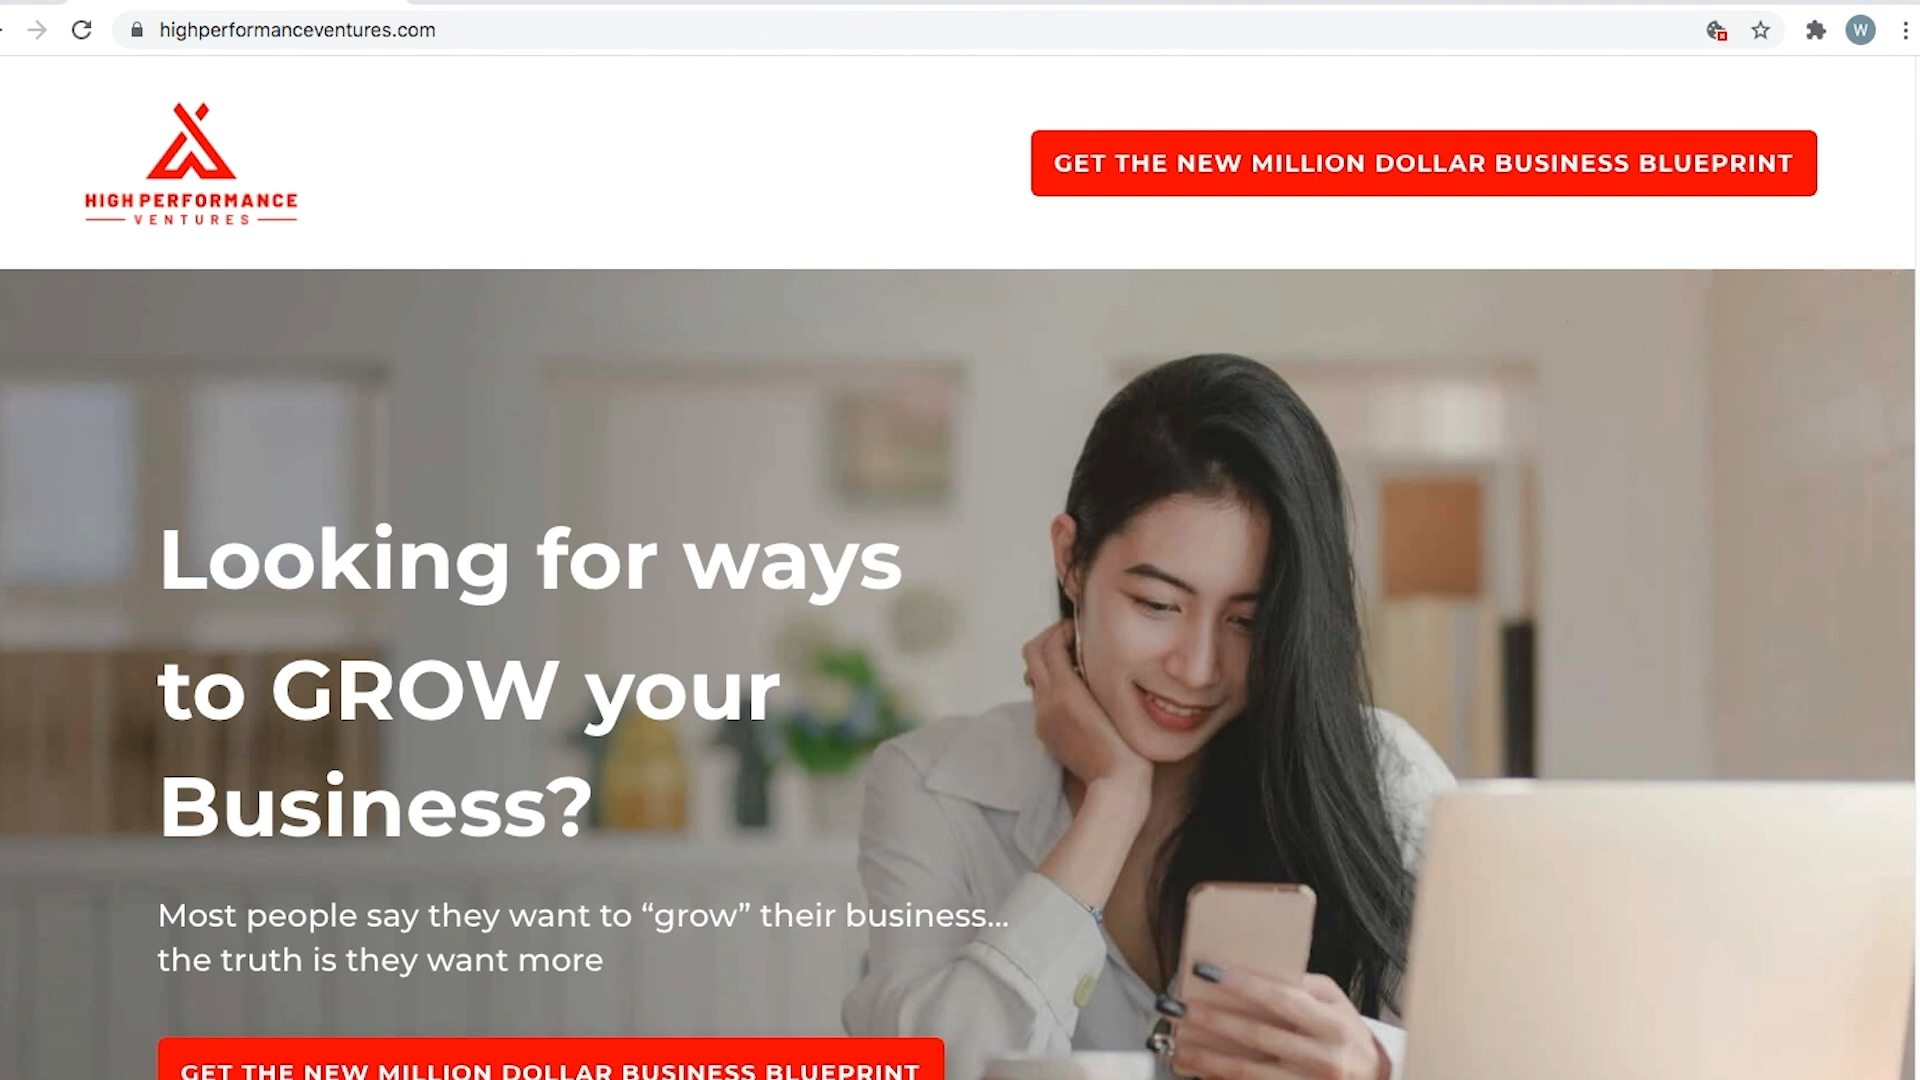 highperformanceventures.com
W
HIGH PERFORMANCE
VENTURES
GET THE NEW MILLION DOLLAR BUSINESS BLUEPRINT
Looking for ways
to GROW your
Business?
Most people say they want to “grow” their business...
the truth is they want more
GET THE NEW MILLION DOLLAR BUSINESS BLUEPRINT